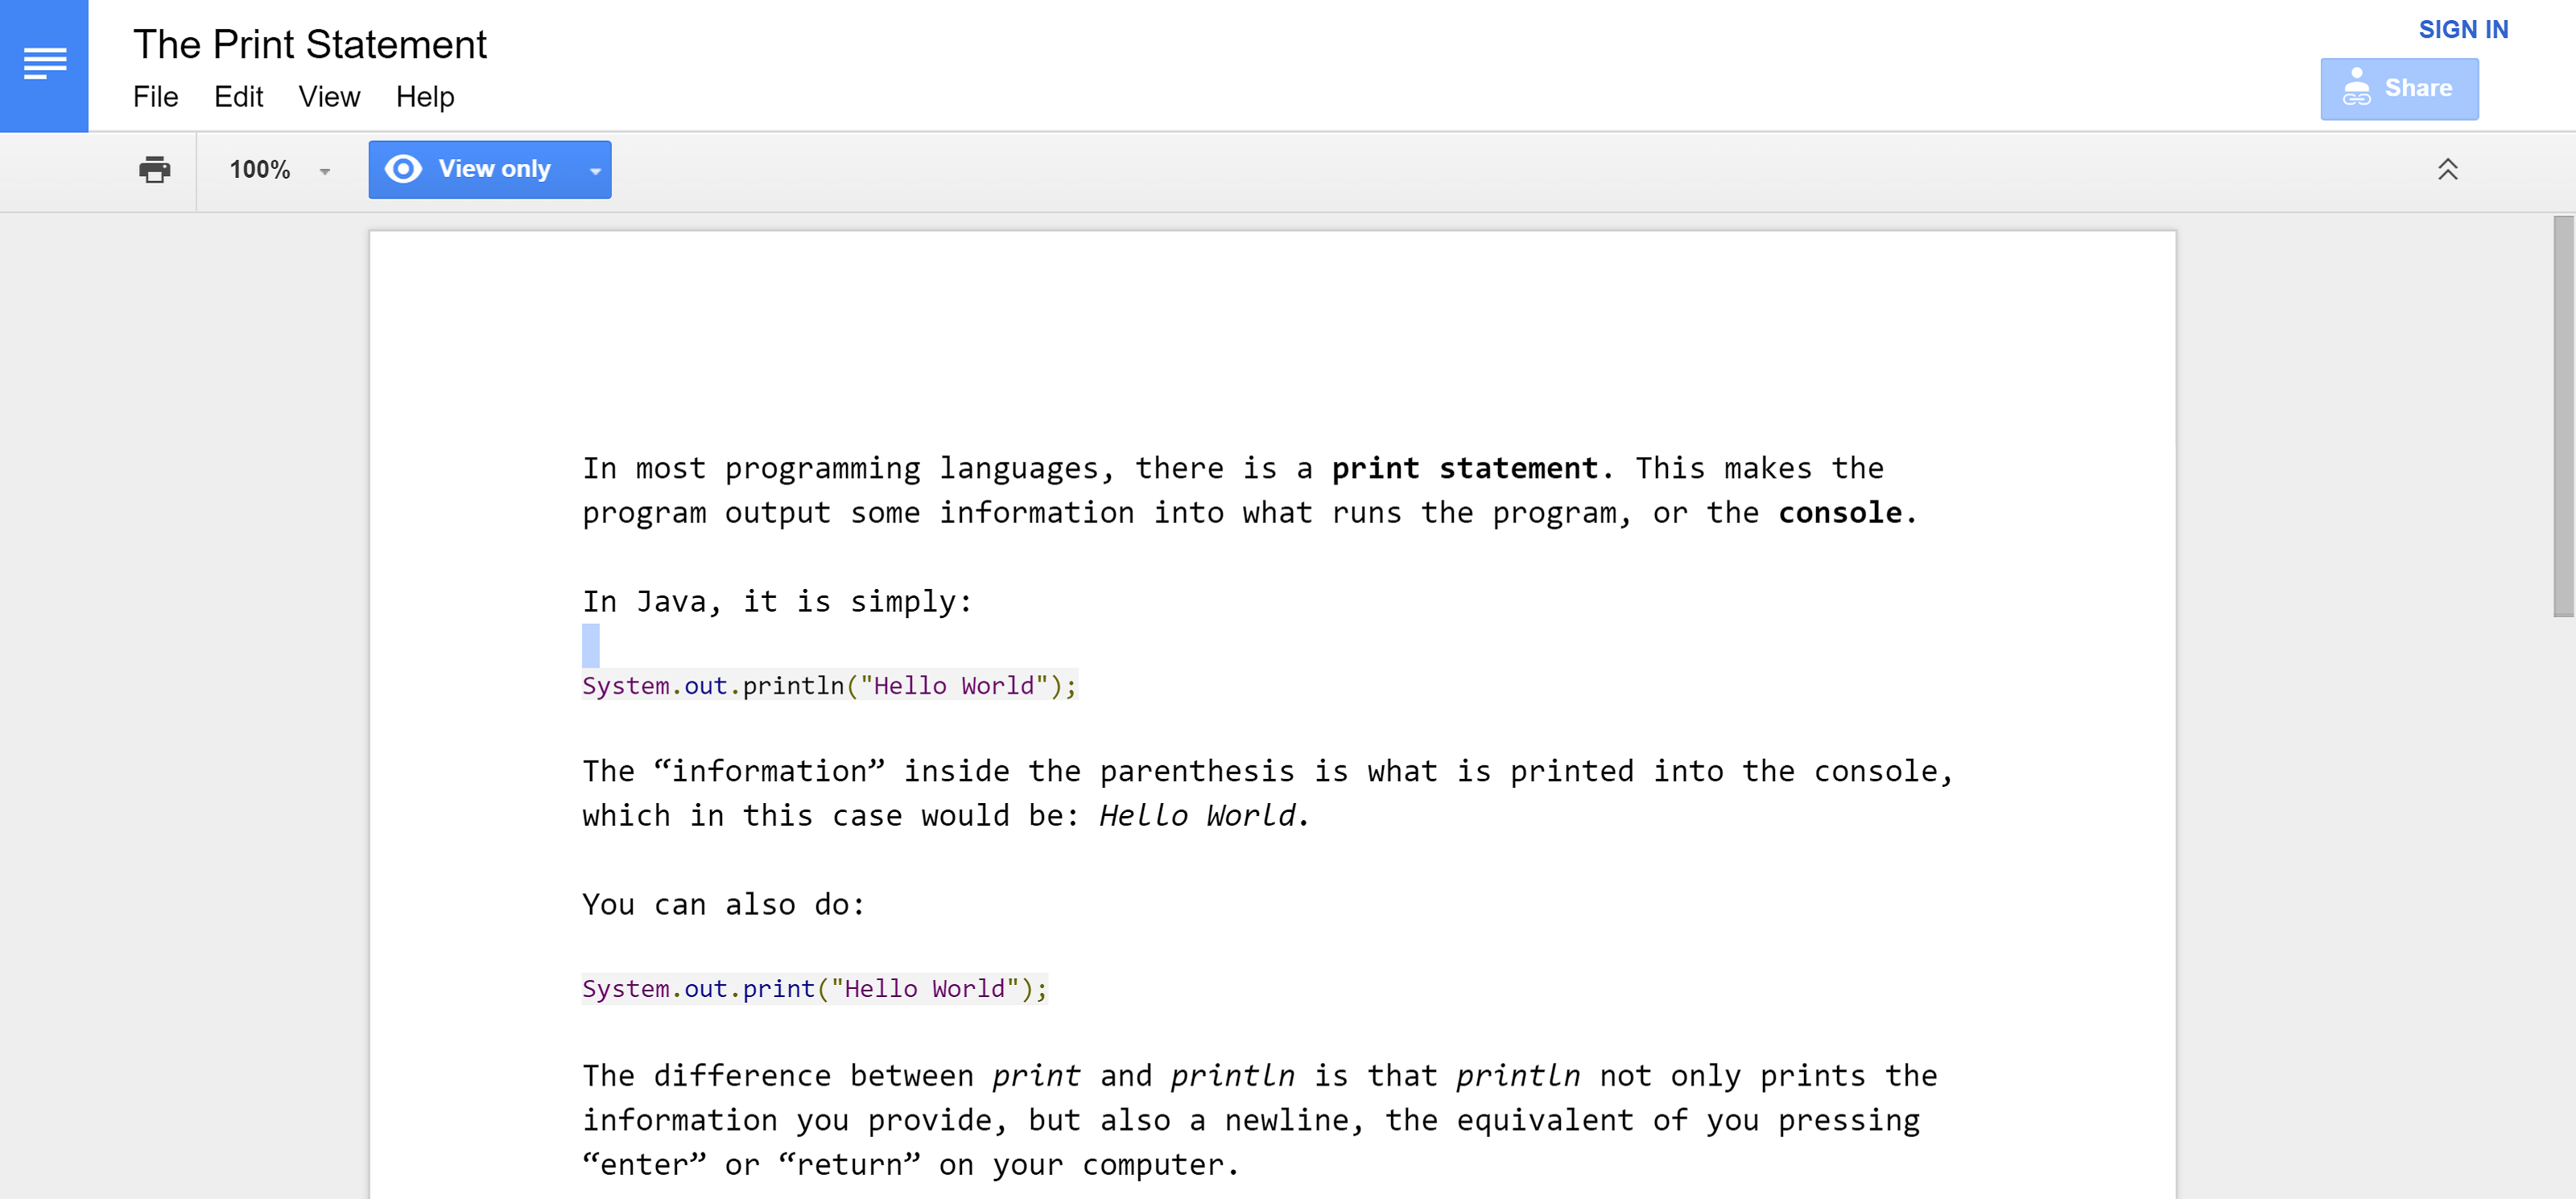 The Print Statement
SIGN IN
File Edit View Help
Share
100%
View only
In most programming languages, there is a print statement. This makes the
program output some information into what runs the program, or the console.
In Java, it is simply:
System.out.println("Hello World");
The “information” inside the parenthesis is what is printed into the console,
which in this case would be: Hello World.
You can also do:
System.out.print("Hello World");
The difference between print and println is that println not only prints the
information you provide, but also a newline, the equivalent of you pressing
“enter” or “return” on your computer.